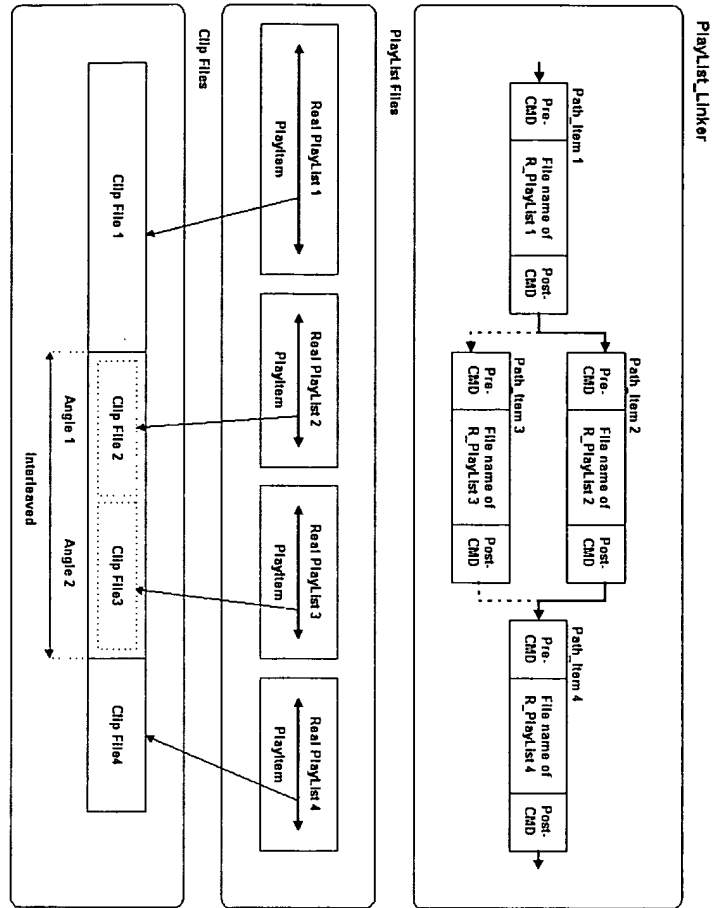 PlayList_Linker
Path_Item 1
Pre-
CMD
File name of
R_PlayList 1
Post-
CMD
Path_Item 2
Pre-
CMD
File name of
R_PlayList 2
Post-
CMD
Path_Item 3
Pre-
CMD
File name of
R_PlayList 3
Post-
CMD
Path_Item 4
Pre-
CMD
File name of
R_PlayList 4
Post-
CMD
PlayList Files
Real PlayList 1
PlayItem
Real PlayList 2
PlayItem
Real PlayList 3
PlayItem
Real PlayList 4
PlayItem
Clip Files
Clip File 1
Clip File 2
Clip File3
Clip File4
Angle 1
Angle 2
Interleaved